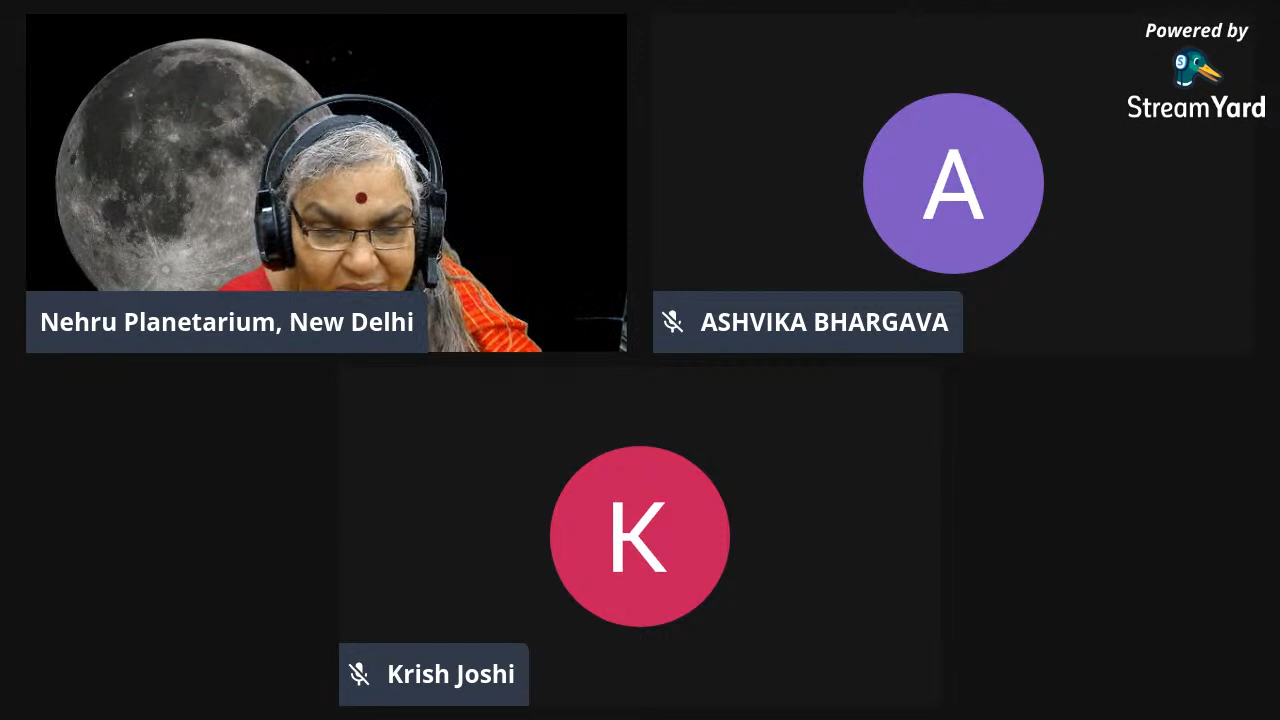 Powered by
StreamYard
Nehru Planetarium, New Delhi
A
ASHVIKA BHARGAVA
K
Krish Joshi